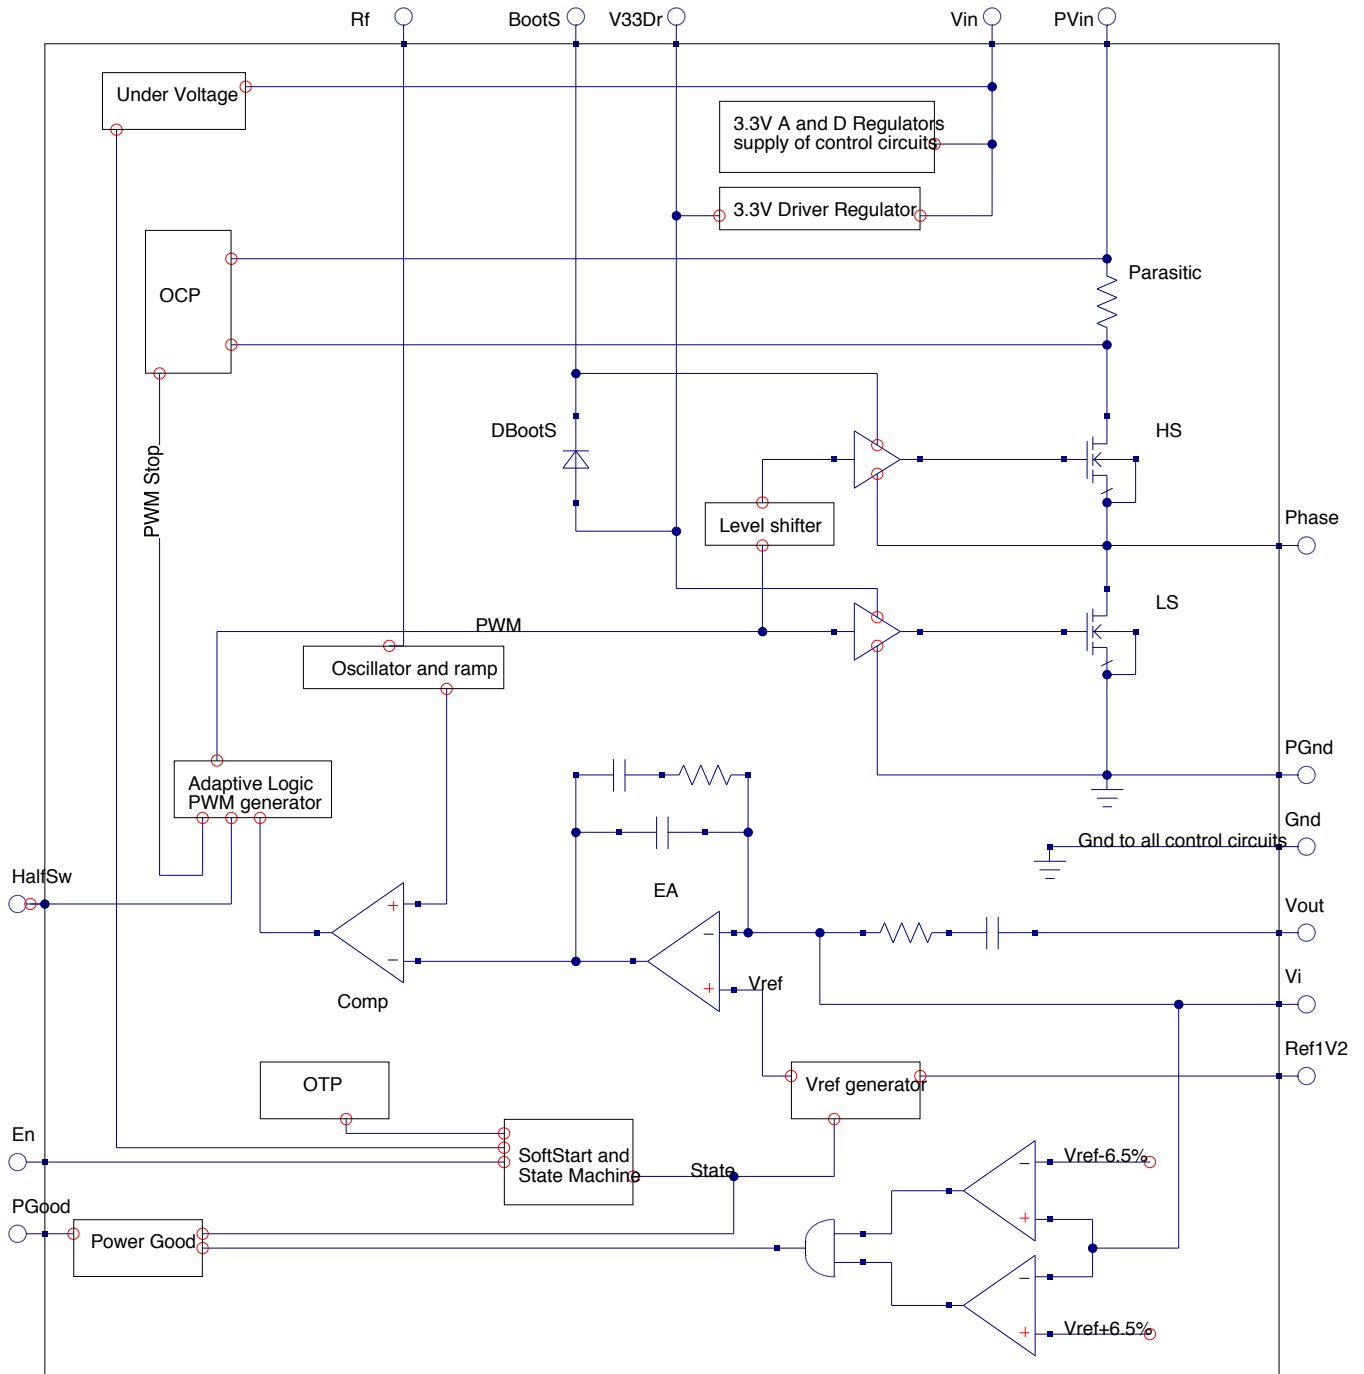 Rf
BootS
V33Dr
Vin
PVin
Under Voltage
3.3V A and D Regulators
supply of control circuits
3.3V Driver Regulator
OCP
Parasitic
DBootS
HS
PWM Stop
Level shifter
Phase
LS
PWM
Oscillator and ramp
PGnd
Adaptive Logic
PWM generator
Gnd
Gnd to all control circuits
HalfSw
EA
Vout
+
−
−
+
Vref
Comp
Vi
Ref1V2
OTP
Vref generator
En
SoftStart and
State Machine
State
−
Vref-6.5%
+
PGood
Power Good
−
+
Vref+6.5%